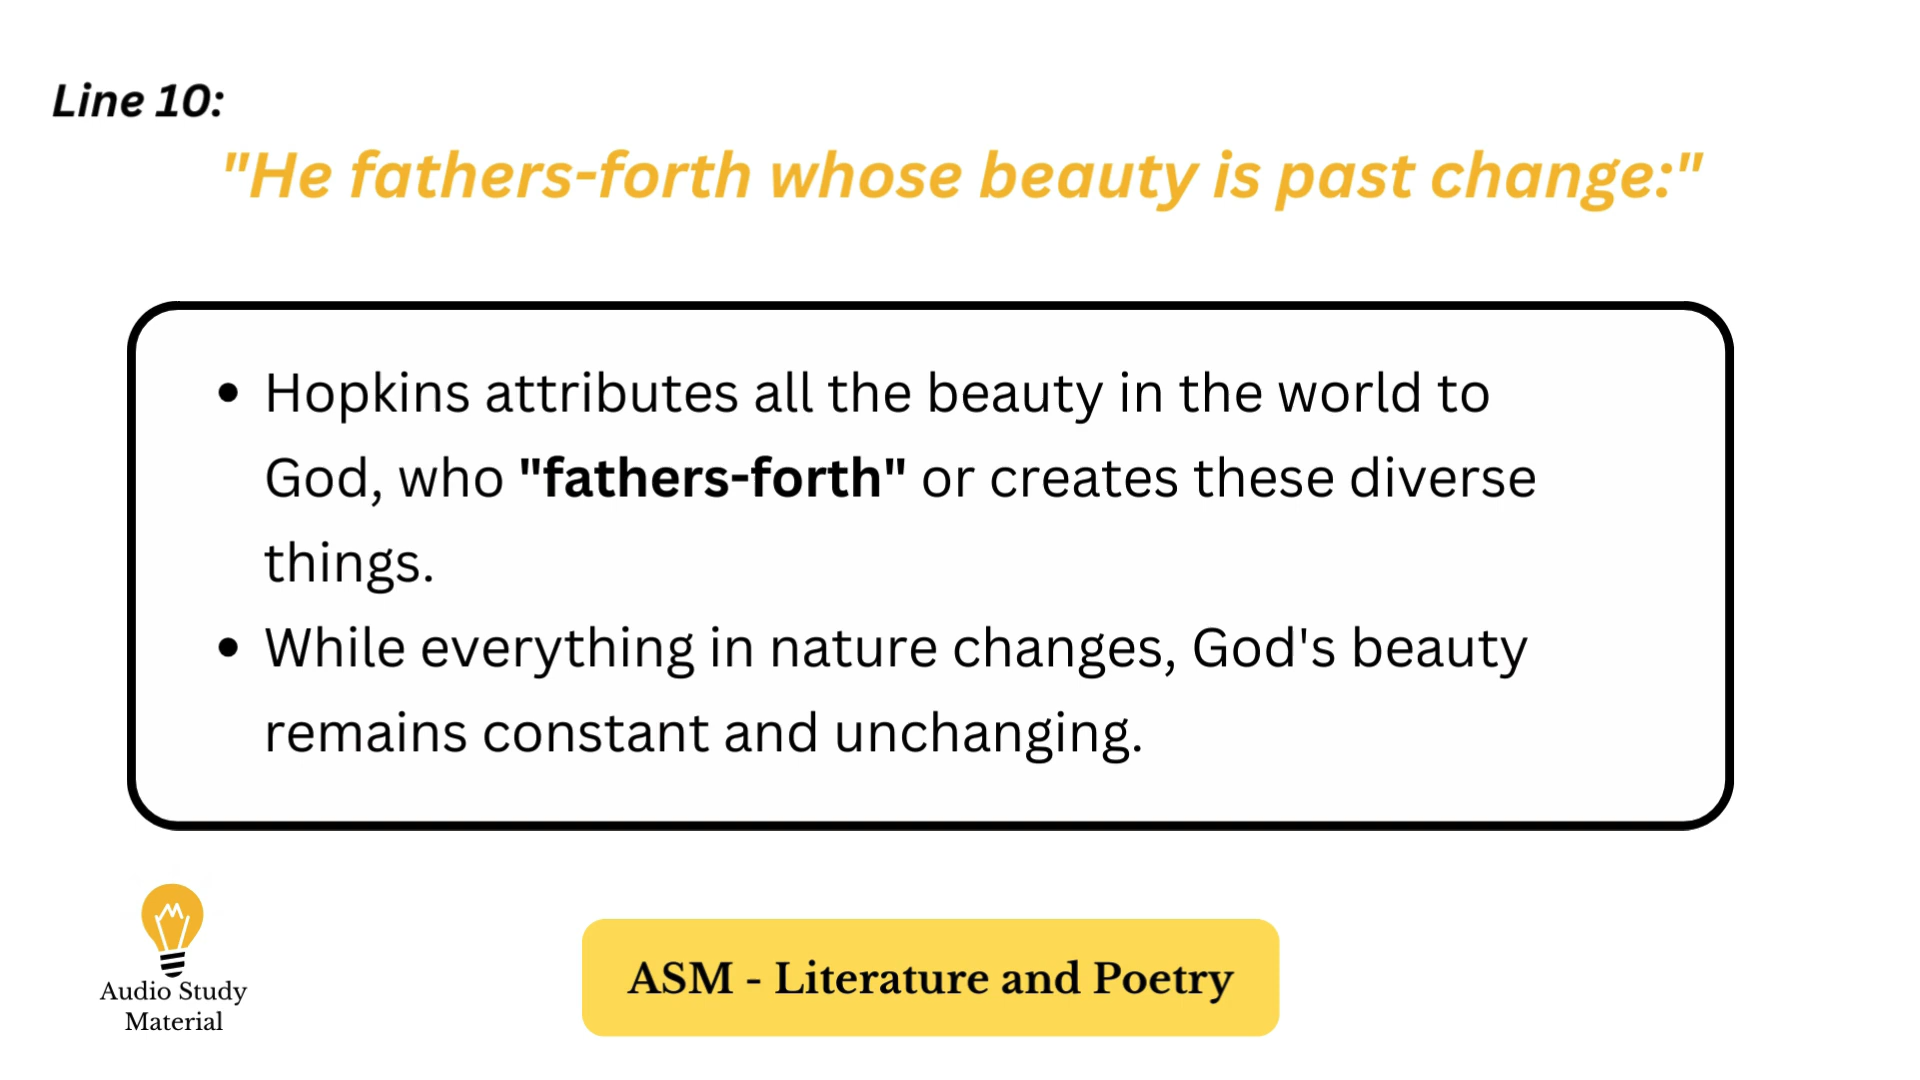 Line 10:
"He fathers-forth whose beauty is past change:"
• Hopkins attributes all the beauty in the world to
God, who "fathers-forth" or creates these diverse
things.
• While everything in nature changes, God's beauty
remains constant and unchanging.
Audio Study
Material
ASM - Literature and Poetry